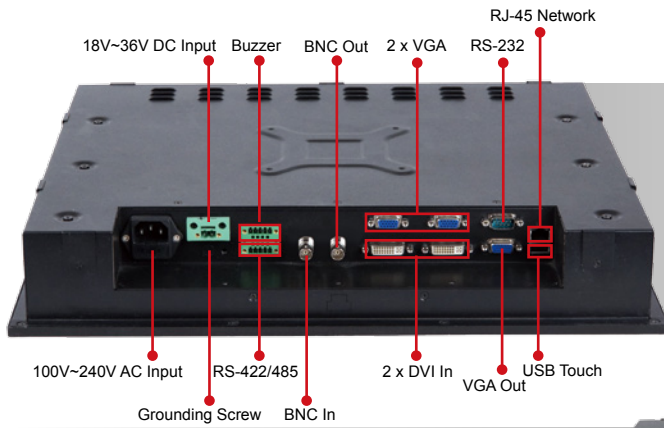 RJ-45 Network
18V~36V DC Input
Buzzer
BNC Out
2 x VGA
RS-232
100V~240V AC Input
RS-422/485
2 x DVI In
USB Touch
VGA Out
Grounding Screw
BNC In